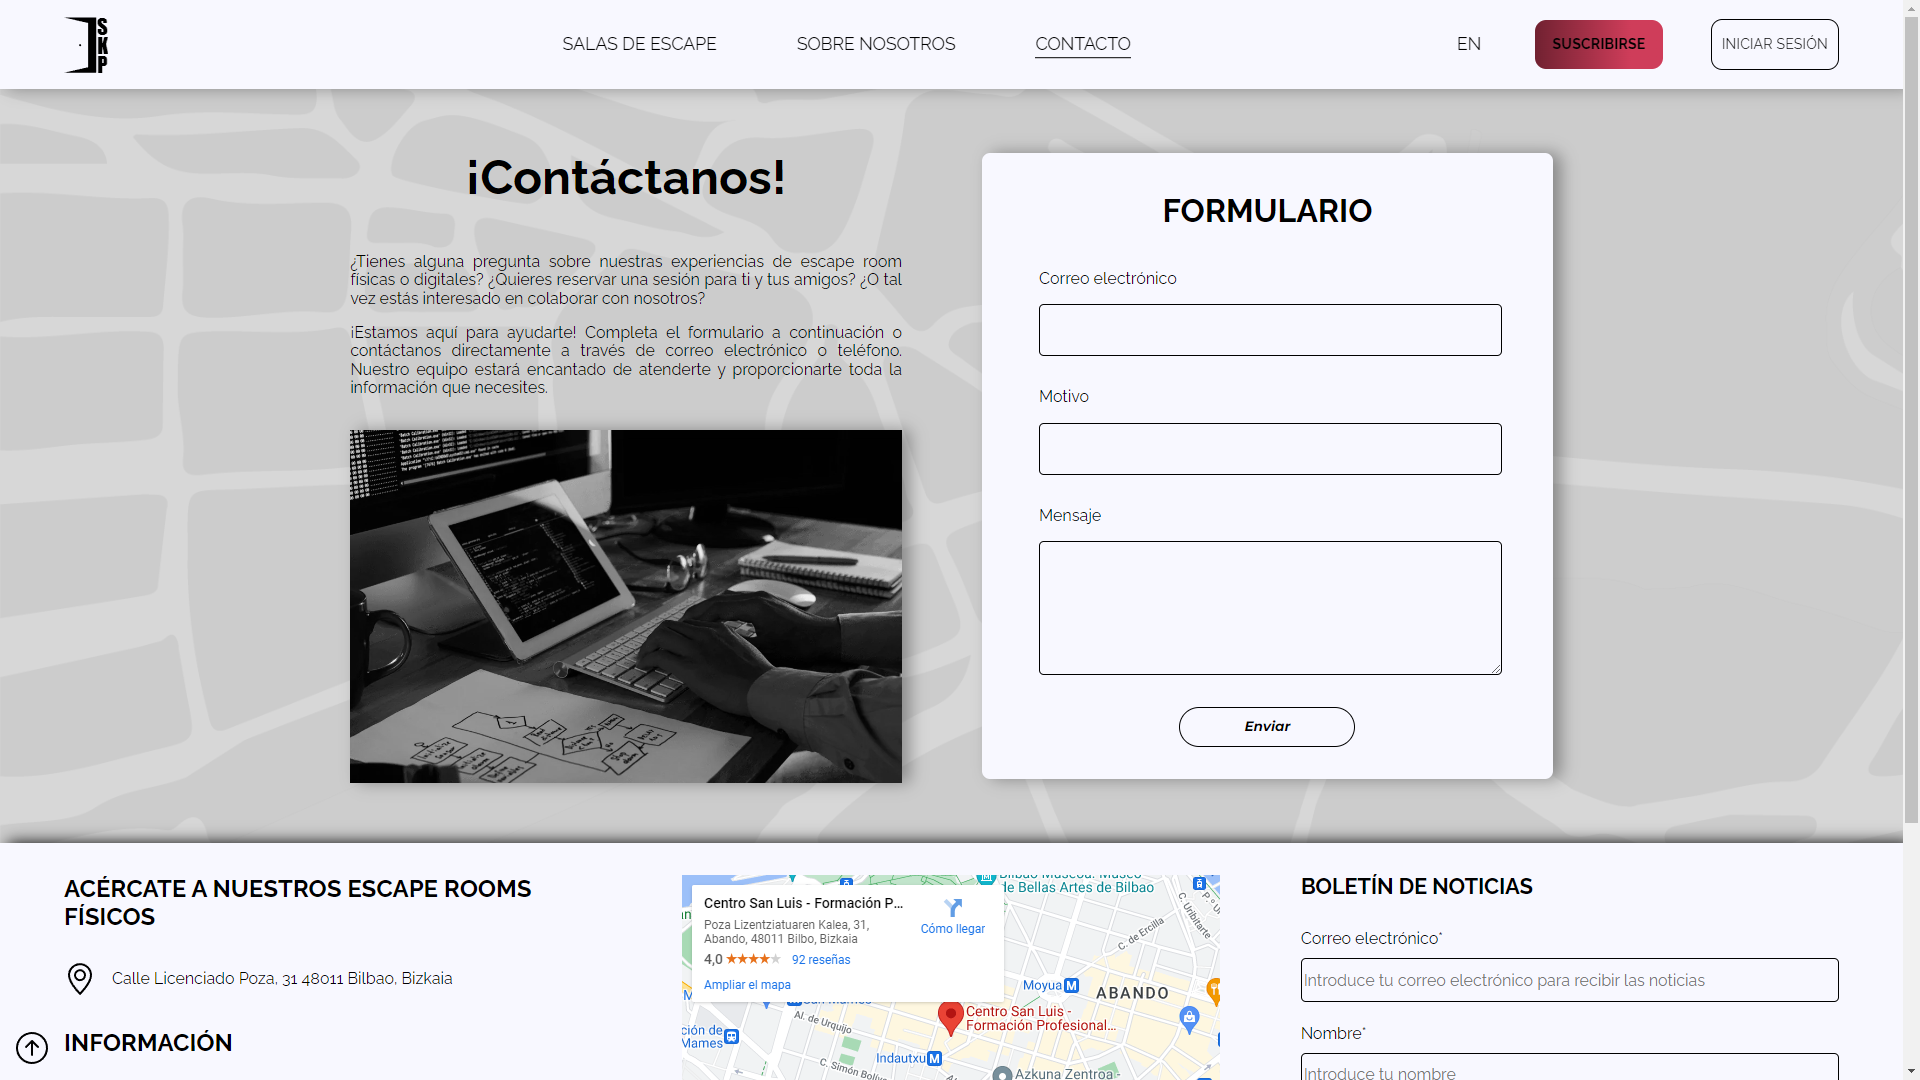 SKP
SALAS DE ESCAPE
SOBRE NOSOTROS
CONTACTO
EN
SUSCRIBIRSE
INICIAR SESIÓN
¡Contáctanos!
¿Tienes alguna pregunta sobre nuestras experiencias de escape room
físicas o digitales? ¿Quieres reservar una sesión para ti y tus amigos? ¿O tal
vez estás interesado en colaborar con nosotros?
¡Estamos aquí para ayudarte! Completa el formulario a continuación o
contáctanos directamente a través de correo electrónico o teléfono.
Nuestro equipo estará encantado de atenderte y proporcionarte toda la
información que necesites.
FORMULARIO
Correo electrónico
Motivo
Mensaje
Enviar
ACÉRCATE A NUESTROS ESCAPE ROOMS
FÍSICOS
Calle Licenciado Poza, 31 48011 Bilbao, Bizkaia
INFORMACIÓN
Centro San Luis - Formación P...
Poza Lizentziatuaren Kalea, 31,
Abando, 48011 Bilbo, Bizkaia
4,0
92 reseñas
Ampliar el mapa
Cómo llegar
de Bellas Artes de Bilbao
C. de Ercilla
C. Uribitarte
Moyua
ABANDO
Centro San Luis -
Formación Profesional...
Al. de Urquijo
ción de
Mames
Indautxu
C. Simón Bolív
Azkuna Zentroa -
BOLETÍN DE NOTICIAS
Correo electrónico*
Introduce tu correo electrónico para recibir las noticias
Nombre*
Introduce tu nombre